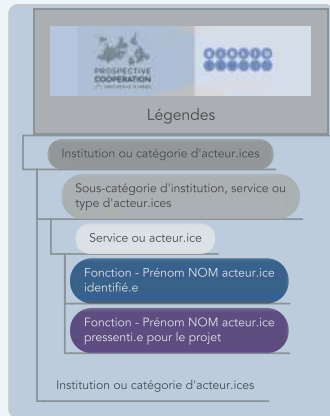 PROSPECTIVE
COOPERATION
Légendes
Institution ou catégorie d'acteur.ices
Sous-catégorie d'institution, service ou
type d'acteur.ices
Service ou acteur.ice
Fonction - Prénom NOM acteur.ice
identifié.e
Fonction - Prénom NOM acteur.ice
pressenti.e pour le projet
Institution ou catégorie d'acteur.ices